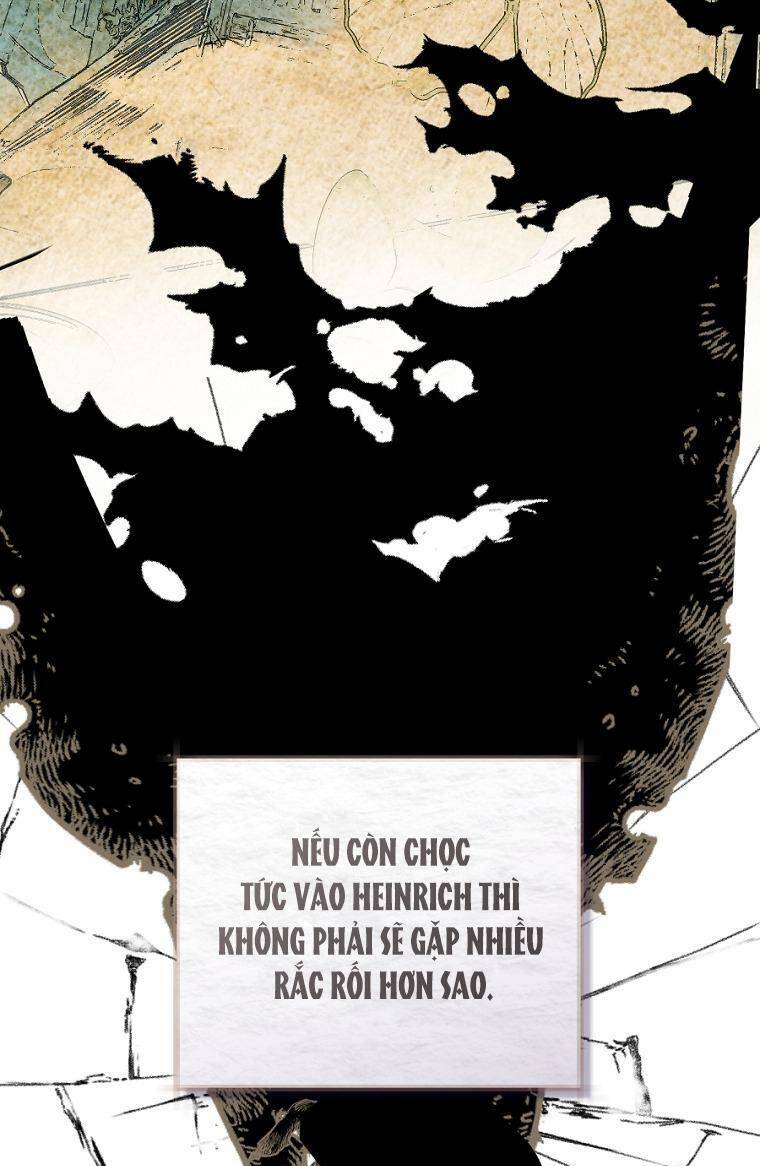 NẾU CÒN CHỌC
TỨC VÀO HEINRICH THÌ
KHÔNG PHẢI SẼ GẶP NHIỀU
RẮC RỐI HƠN SAO.